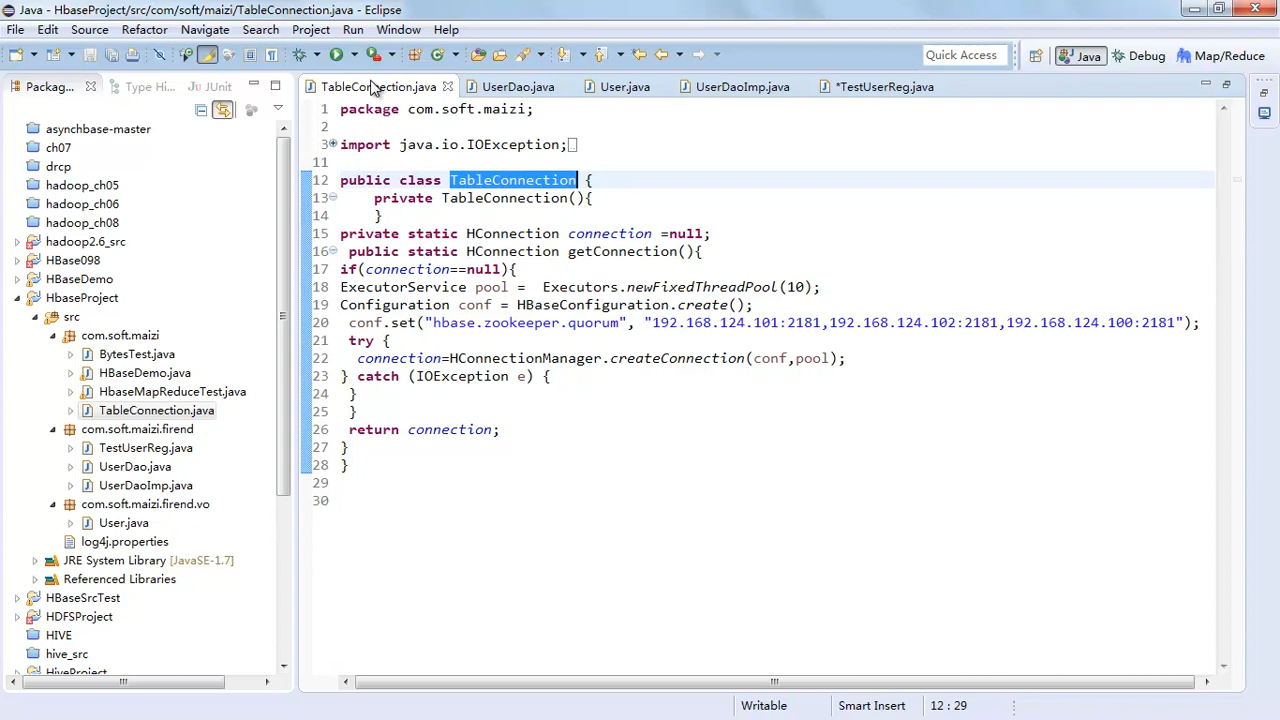 Java - HbaseProject/src/com/soft/maizi/TableConnection.java - Eclipse
File Edit Source Refactor Navigate Search Project Run Window Help
Quick Access Java Debug Map/Reduce
Packag... Type Hi... JUnit
TableConnection.java UserDao.java User.java UserDaoImp.java *TestUserReg.java
asynchbase-master
ch07
drcp
hadoop_ch05
hadoop_ch06
hadoop_ch08
hadoop2.6_src
HBase098
HBaseDemo
HbaseProject
src
com.soft.maizi
BytesTest.java
HBaseDemo.java
HbaseMapReduceTest.java
TableConnection.java
com.soft.maizi.firend
TestUserReg.java
UserDao.java
UserDaoImp.java
com.soft.maizi.firend.vo
User.java
log4j.properties
JRE System Library [JavaSE-1.7]
Referenced Libraries
HBaseSrcTest
HDFSProject
HIVE
hive_src
HiveProject
1 package com.soft.maizi;
2
3 import java.io.IOException;
11
12 public class TableConnection {
13 private TableConnection(){
14 }
15 private static HConnection connection =null;
16 public static HConnection getConnection(){
17 if(connection==null){
18 ExecutorService pool = Executors.newFixedThreadPool(10);
19 Configuration conf = HBaseConfiguration.create();
20 conf.set("hbase.zookeeper.quorum", "192.168.124.101:2181,192.168.124.102:2181,192.168.124.100:2181");
21 try {
22 connection=HConnectionManager.createConnection(conf,pool);
23 } catch (IOException e) {
24 }
25 }
26 return connection;
27 }
28 }
29
30
Writable Smart Insert 12 : 29